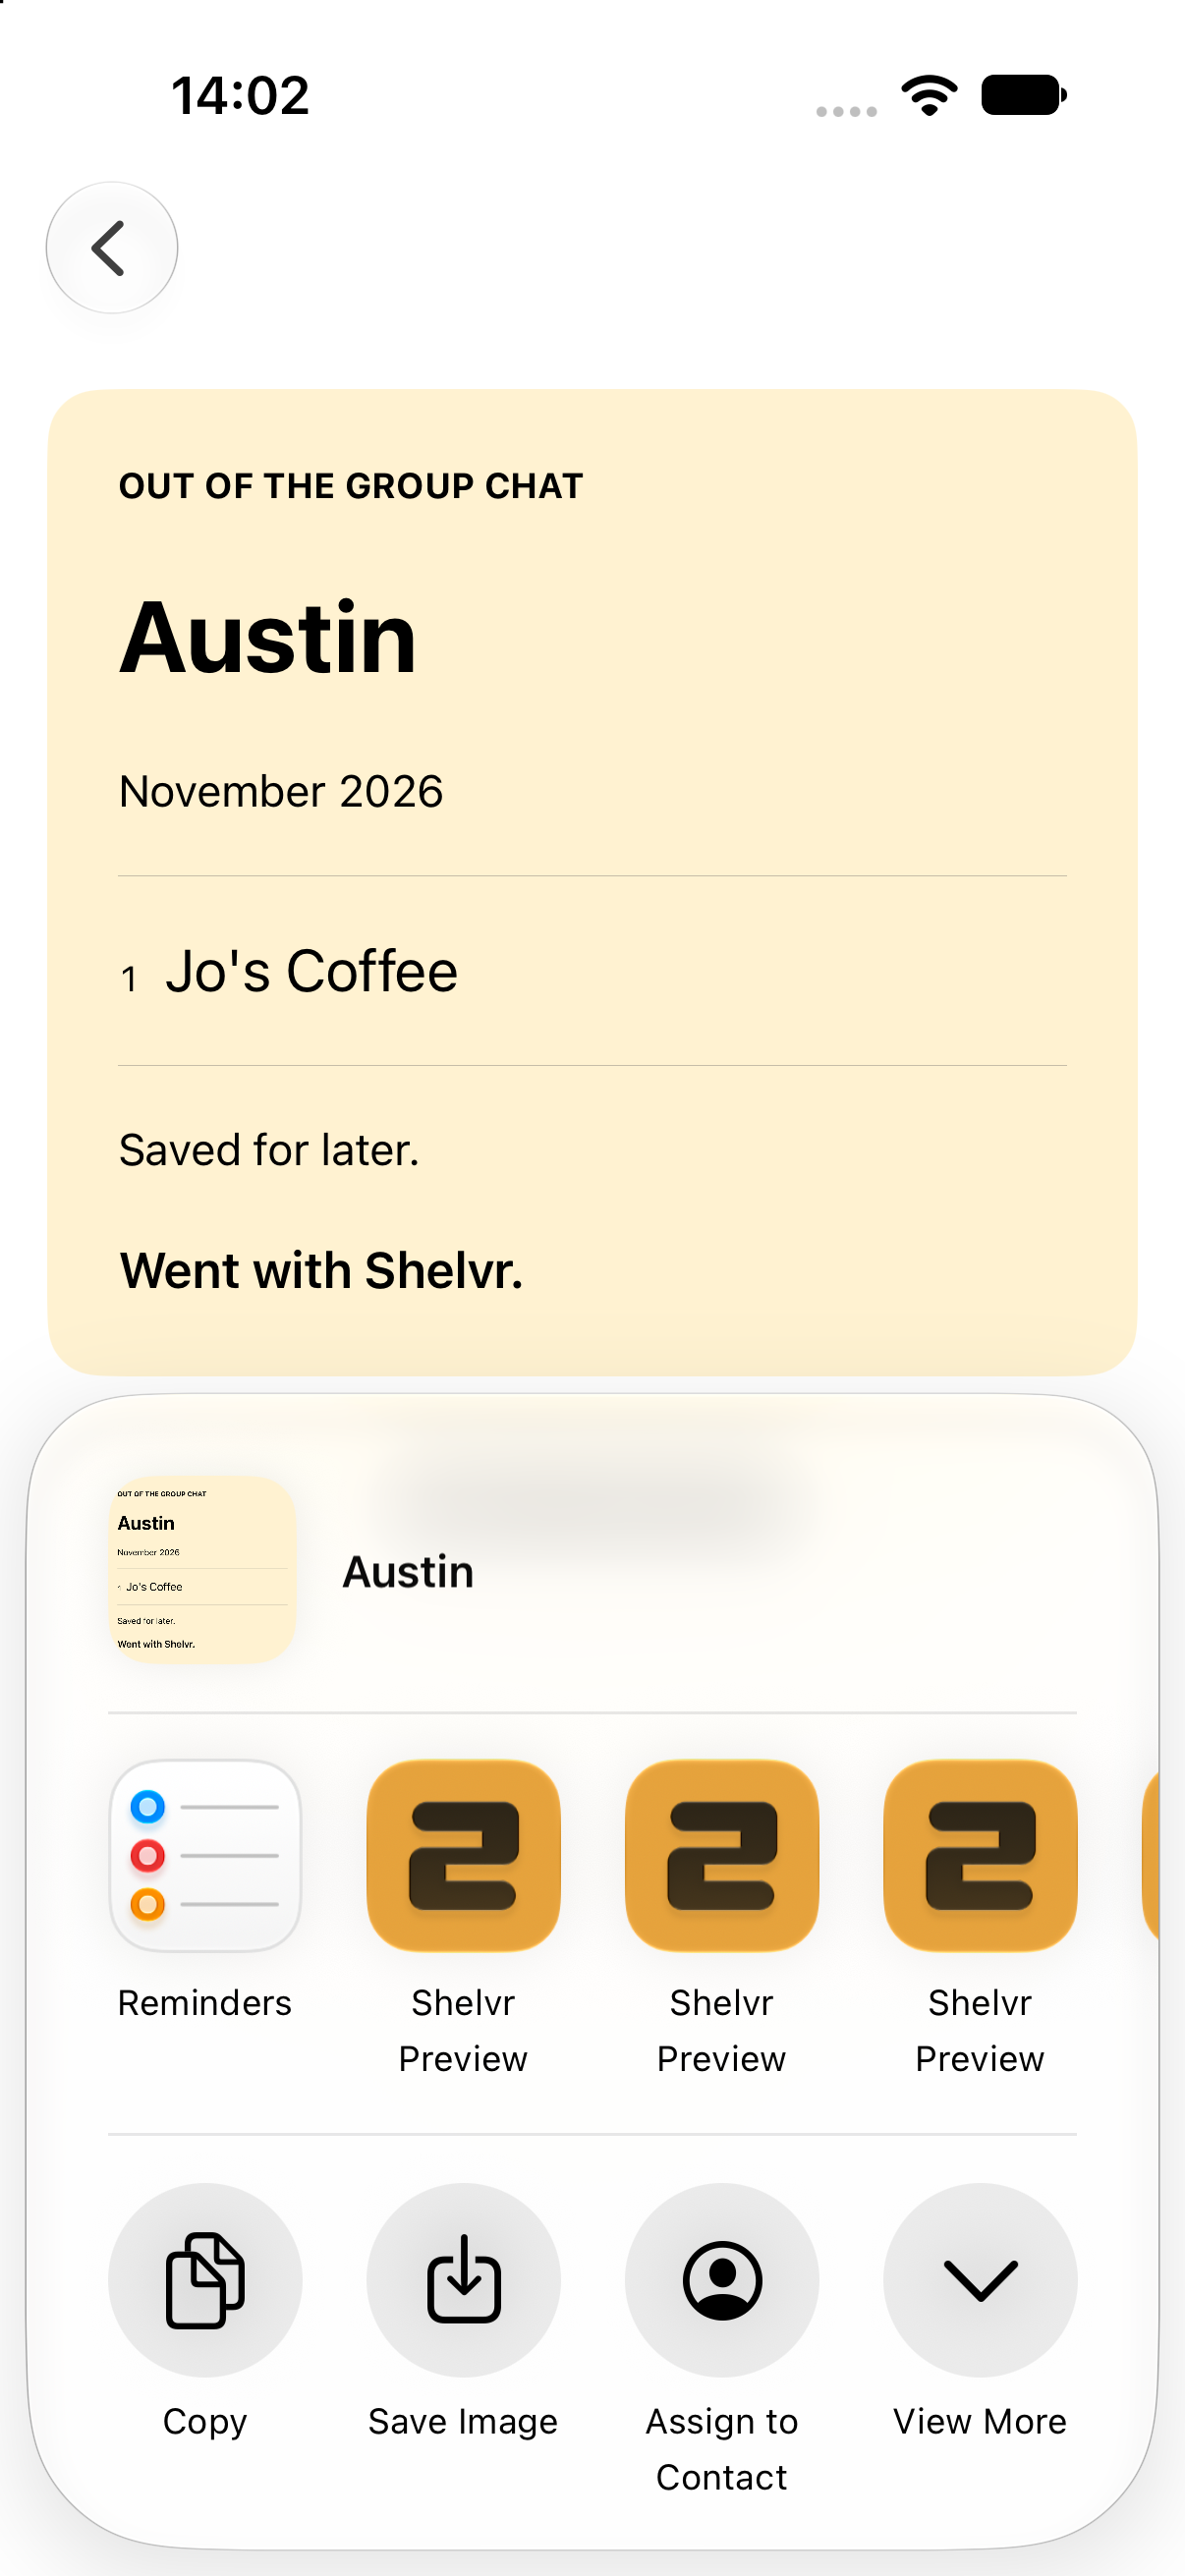 14:02
OUT OF THE GROUP CHAT
Austin
November 2026
1 Jo's Coffee
Saved for later.
Went with Shelvr.
OUT OF THE GROUP CHAT
Austin
November 2026
Jo's Coffee
Saved for later.
Went with Shelvr.
Austin
Reminders
Shelvr
Preview
Shelvr
Preview
Shelvr
Preview
Copy
Save Image
Assign to
Contact
View More